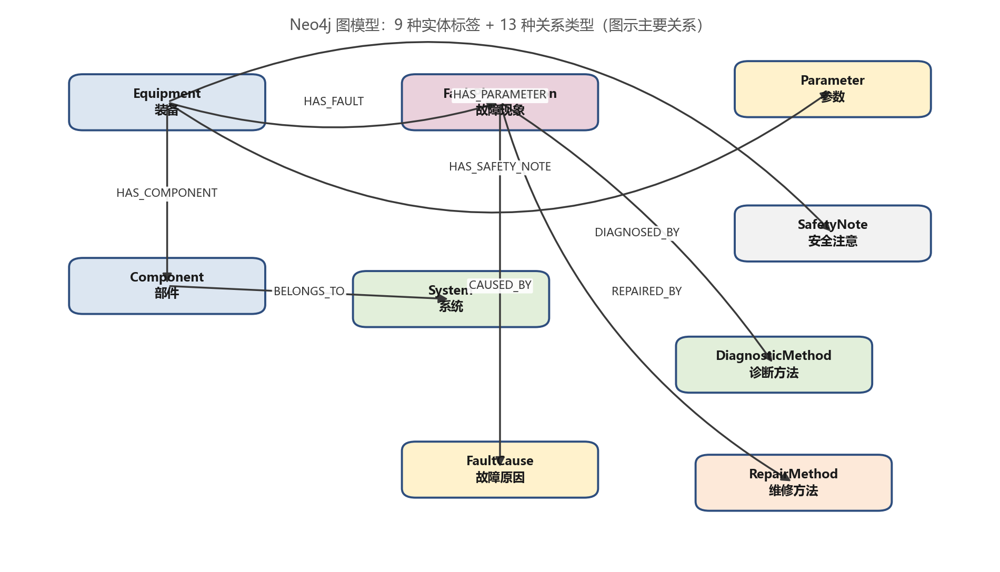 Neo4j 图模型：9 种实体标签 + 13 种关系类型（图示主要关系）
Equipment
装备
HAS_FAULT
HAS_PARAMETER
故障现象
Parameter
参数
HAS_SAFETY_NOTE
HAS_COMPONENT
SafetyNote
安全注意
DIAGNOSED_BY
Component
部件
BELONGS_TO
System
系统
CAUSED_BY
REPAIRED_BY
DiagnosticMethod
诊断方法
FaultCause
故障原因
RepairMethod
维修方法